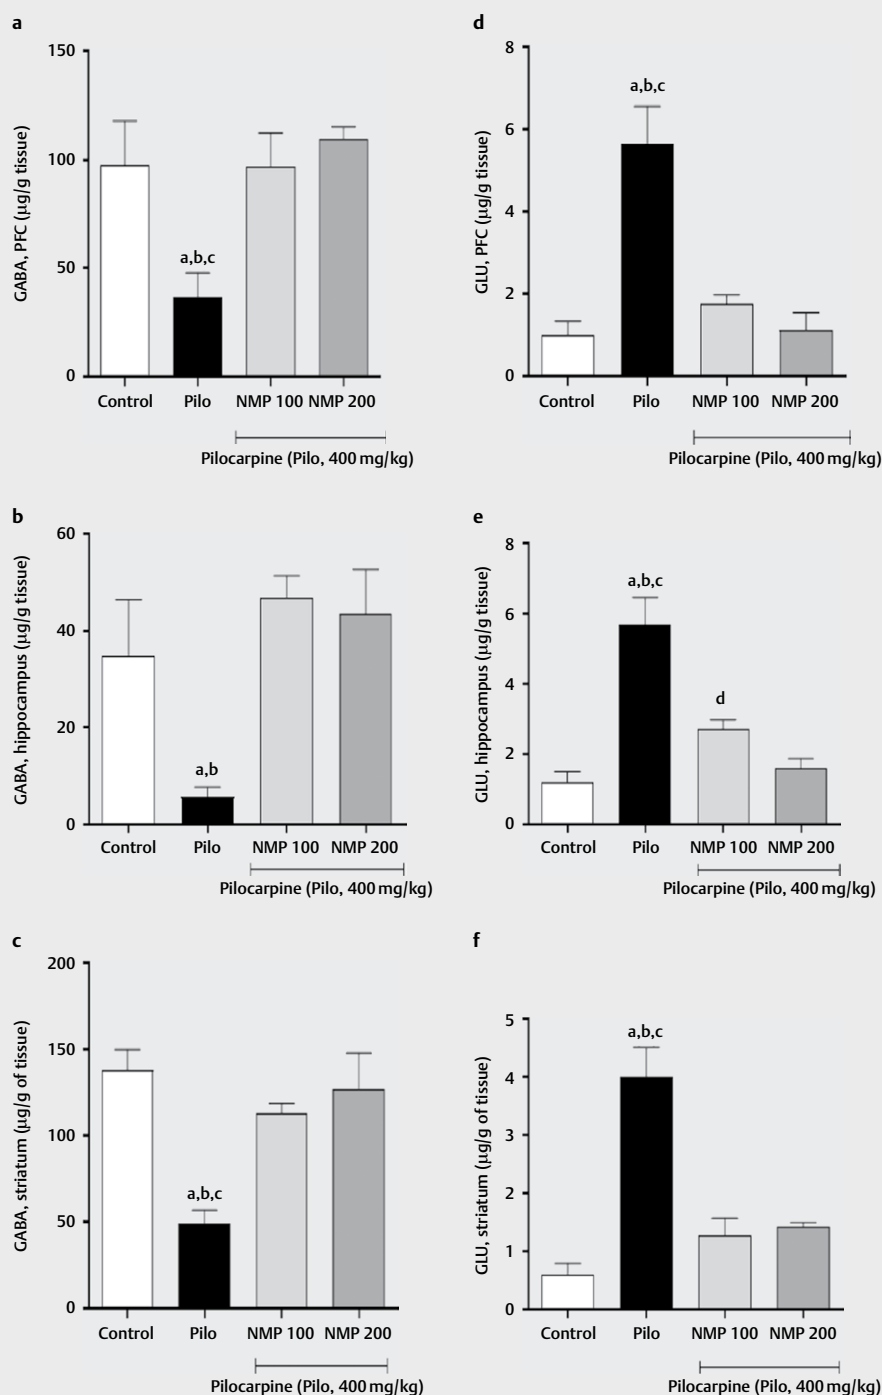 a
GABA, PFC (µg/g tissue)
150
100
50
0
a,b,c
Control Pilo NMP 100 NMP 200
Pilocarpine (Pilo, 400 mg/kg)
d
GLU, PFC (µg/g tissue)
8
6
4
2
0
a,b,c
Control Pilo NMP 100 NMP 200
Pilocarpine (Pilo, 400 mg/kg)
b
GABA, hippocampus (µg/g tissue)
60
40
20
0
a,b
Control Pilo NMP 100 NMP 200
Pilocarpine (Pilo, 400 mg/kg)
e
GLU, hippocampus (µg/g tissue)
8
6
4
2
0
a,b,c
d
Control Pilo NMP 100 NMP 200
Pilocarpine (Pilo, 400 mg/kg)
c
GABA, striatum (µg/g of tissue)
200
150
100
50
0
a,b,c
Control Pilo NMP 100 NMP 200
Pilocarpine (Pilo, 400 mg/kg)
f
GLU, striatum (µg/g of tissue)
5
4
3
2
1
0
a,b,c
Control Pilo NMP 100 NMP 200
Pilocarpine (Pilo, 400 mg/kg)